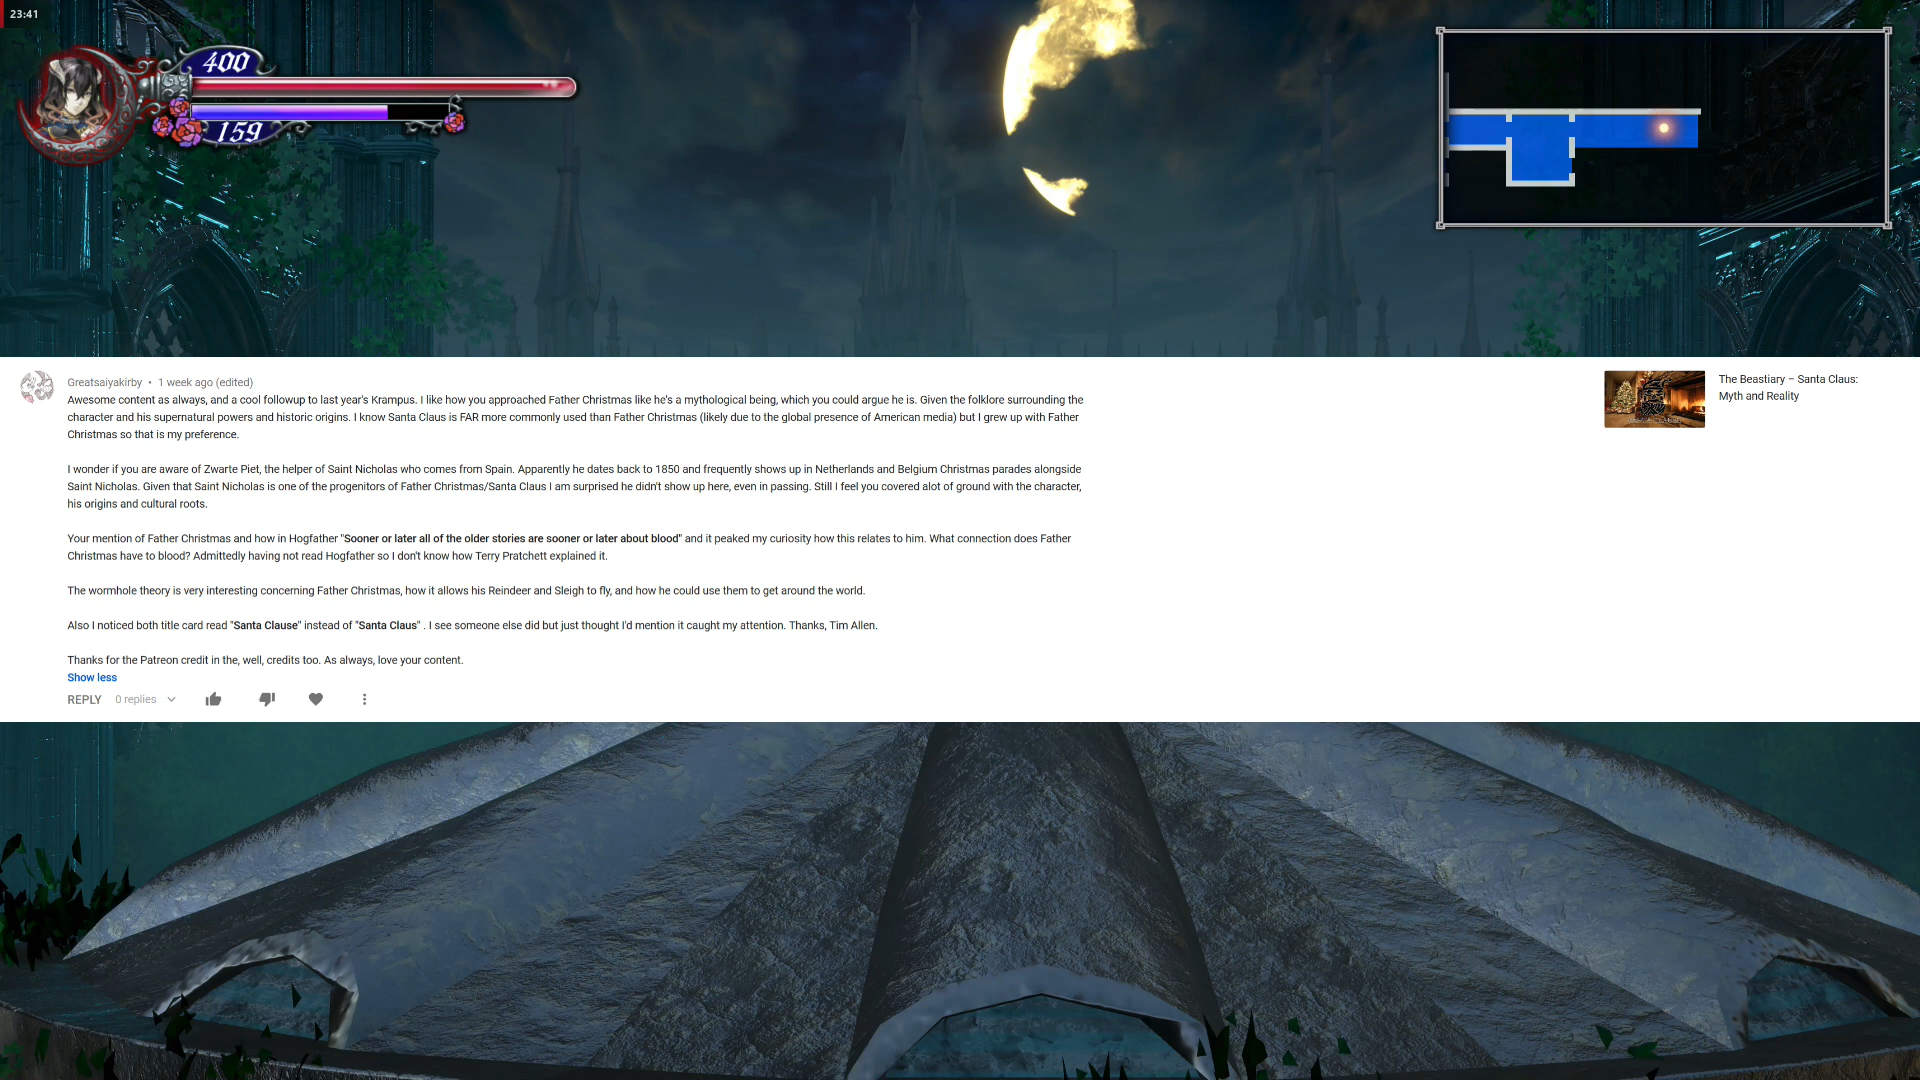 23:41
400
159
Greatsaiyakirby • 1 week ago (edited)
Awesome content as always, and a cool followup to last year's Krampus. I like how you approached Father Christmas like he's a mythological being, which you could argue he is. Given the folklore surrounding the
character and his supernatural powers and historic origins. I know Santa Claus is FAR more commonly used than Father Christmas (likely due to the global presence of American media) but I grew up with Father
Christmas so that is my preference.
I wonder if you are aware of Zwarte Piet, the helper of Saint Nicholas who comes from Spain. Apparently he dates back to 1850 and frequently shows up in Netherlands and Belgium Christmas parades alongside
Saint Nicholas. Given that Saint Nicholas is one of the progenitors of Father Christmas/Santa Claus I am surprised he didn't show up here, even in passing. Still I feel you covered alot of ground with the character,
his origins and cultural roots.
Your mention of Father Christmas and how in Hogfather "Sooner or later all of the older stories are sooner or later about blood" and it peaked my curiosity how this relates to him. What connection does Father
Christmas have to blood? Admittedly having not read Hogfather so I don't know how Terry Pratchett explained it.
The wormhole theory is very interesting concerning Father Christmas, how it allows his Reindeer and Sleigh to fly, and how he could use them to get around the world.
Also I noticed both title card read "Santa Clause" instead of "Santa Claus" . I see someone else did but just thought I'd mention it caught my attention. Thanks, Tim Allen.
Thanks for the Patreon credit in the, well, credits too. As always, love your content.
Show less
REPLY 0 replies
The Beastiary – Santa Claus:
Myth and Reality